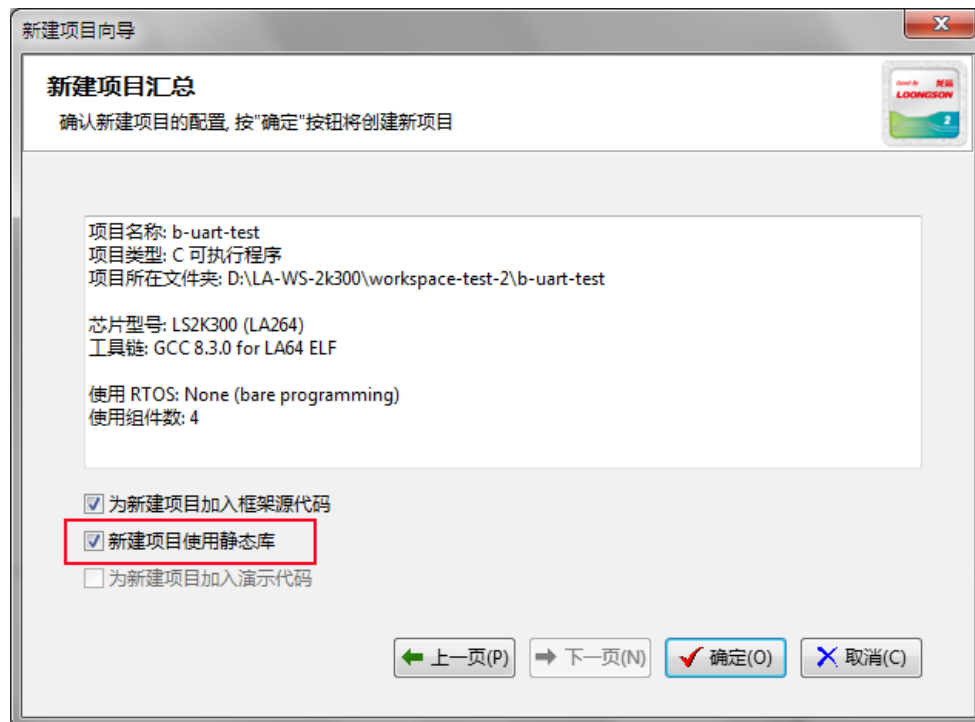 新建项目向导
新建项目汇总
确认新建项目的配置, 按"确定"按钮将创建新项目
龙芯
LOONGSON
2
项目名称: b-uart-test
项目类型: C 可执行程序
项目所在文件夹: D:\LA-WS-2k300\workspace-test-2\b-uart-test
芯片型号: LS2K300 (LA264)
工具链: GCC 8.3.0 for LA64 ELF
使用 RTOS: None (bare programming)
使用组件数: 4
为新建项目加入框架源代码
新建项目使用静态库
为新建项目加入演示代码
上一页(P) 下一页(N) 确定(O) 取消(C)